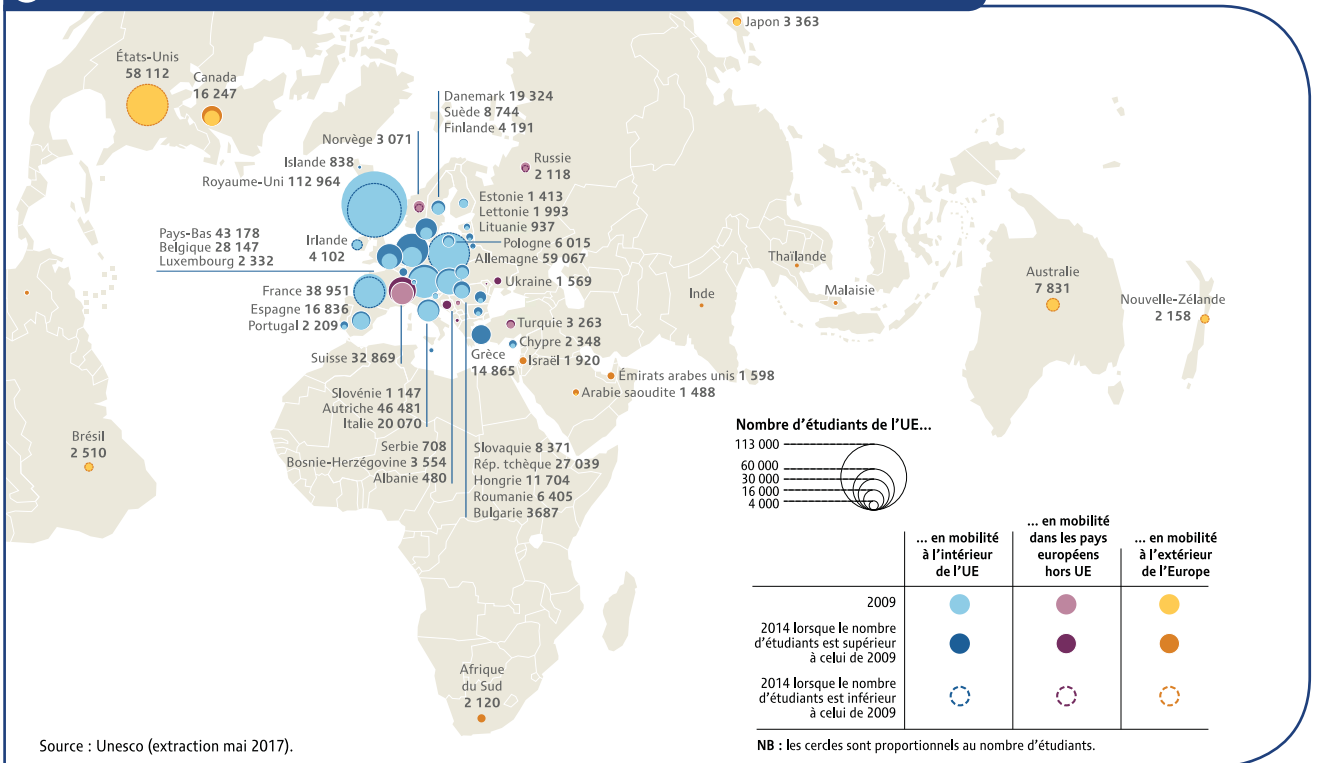 Japon 3 363
États-Unis
58 112
Canada
16 247
Danemark 19 324
Suède 8 744
Finlande 4 191
Norvège 3 071
Islande 838
Royaume-Uni 112 964
Russie
2 118
Estonie 1 413
Lettonie 1 993
Lituanie 937
Pologne 6 015
Allemagne 59 067
Pays-Bas 43 178
Belgique 28 147
Luxembourg 2 332
Irlande
4 102
Ukraine 1 569
France 38 951
Espagne 16 836
Portugal 2 209
Turquie 3 263
Chypre 2 348
Israël 1 920
Grèce
14 865
Suisse 32 869
Émirats arabes unis 1 598
Arabie saoudite 1 488
Slovénie 1 147
Autriche 46 481
Italie 20 070
Serbie 708
Bosnie-Herzégovine 3 554
Albanie 480
Slovaquie 8 371
Rép. tchèque 27 039
Hongrie 11 704
Roumanie 6 405
Bulgarie 3687
Thaïlande
Inde
Malaisie
Australie
7 831
Nouvelle-Zélande
2 158
Brésil
2 510
Afrique
du Sud
2 120
Nombre d'étudiants de l'UE...
113 000
60 000
30 000
16 000
4 000
... en mobilité
à l'intérieur
de l'UE
... en mobilité
dans les pays
européens
hors UE
... en mobilité
à l'extérieur
de l'Europe
2009
2014 lorsque le nombre
d'étudiants est supérieur
à celui de 2009
2014 lorsque le nombre
d'étudiants est inférieur
à celui de 2009
Source : Unesco (extraction mai 2017).
NB : les cercles sont proportionnels au nombre d'étudiants.